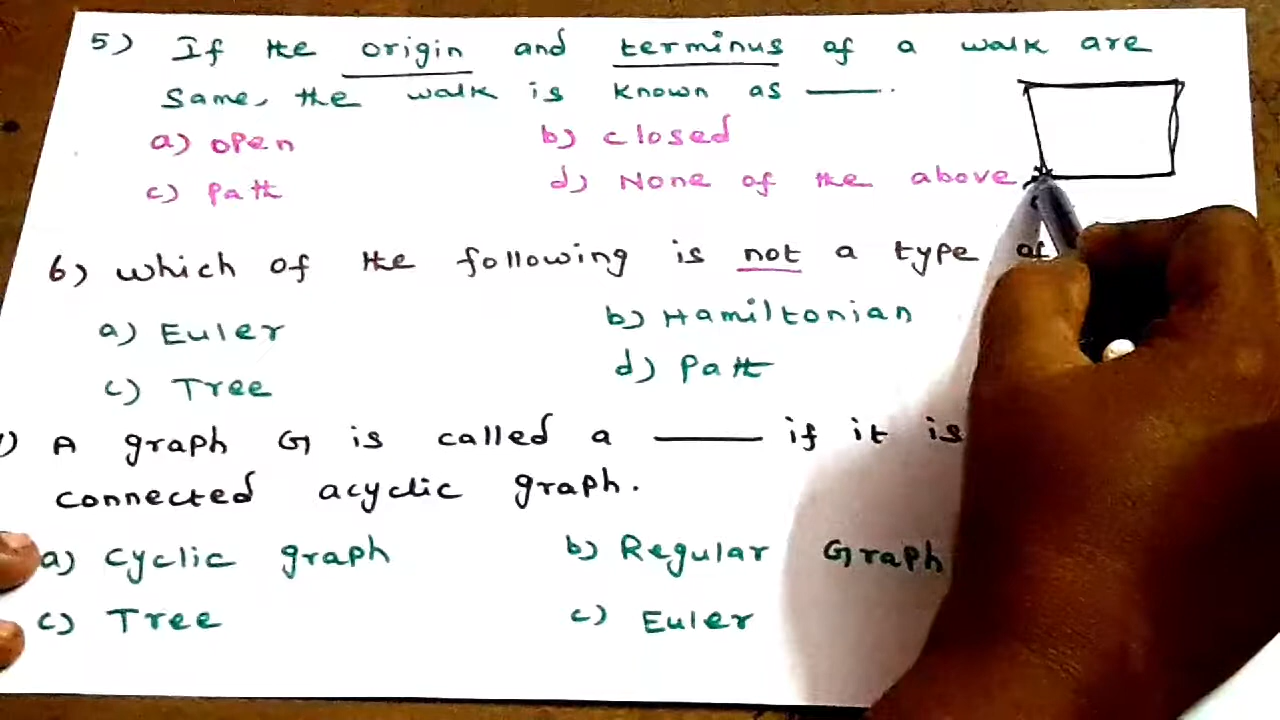 5) If the origin and terminus of a walk are
same, the walk is known as ———.
a) open b) closed
c) Path d) None of the above
6) which of the following is not a type of
a) Euler b) Hamiltonian
c) Tree d) Path
) A graph G is called a ——— if it is
connected acyclic graph.
a) cyclic graph b) Regular Graph
c) Tree c) Euler